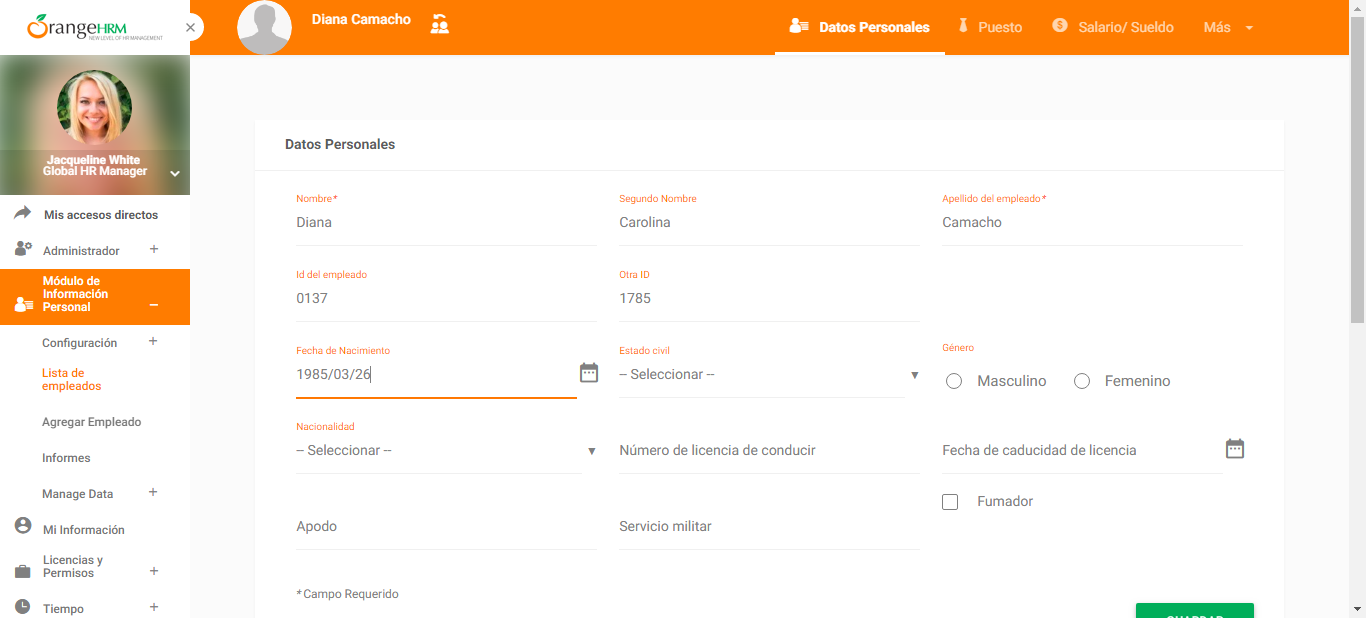 OrangeHRM
NEW LEVEL OF HR MANAGEMENT
Diana Camacho
Datos Personales
Puesto
Salario/ Sueldo
Más
Jacqueline White
Global HR Manager
Mis accesos directos
Administrador
Módulo de
Información
Personal
Configuración
Lista de
empleados
Agregar Empleado
Informes
Manage Data
Mi Información
Licencias y
Permisos
Tiempo
Datos Personales
Nombre*
Segundo Nombre
Apellido del empleado*
Diana
Carolina
Camacho
Id del empleado
Otra ID
0137
1785
Fecha de Nacimiento
Estado civil
Género
1985/03/26
-- Seleccionar --
Masculino
Femenino
Nacionalidad
-- Seleccionar --
Número de licencia de conducir
Fecha de caducidad de licencia
Fumador
Apodo
Servicio militar
* Campo Requerido
GUARDAR